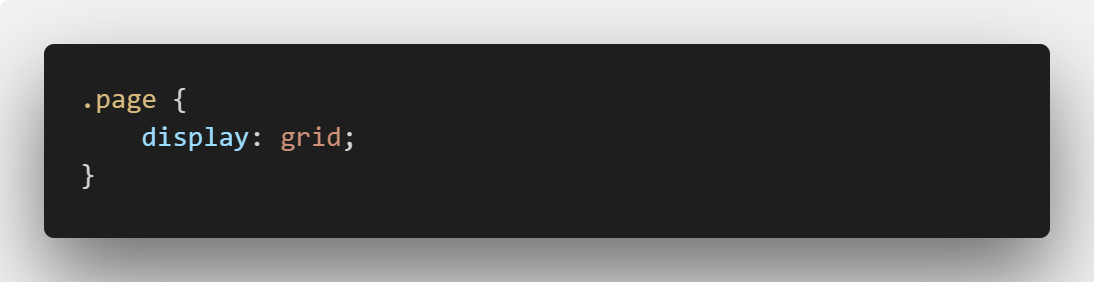 .page {
    display: grid;
}